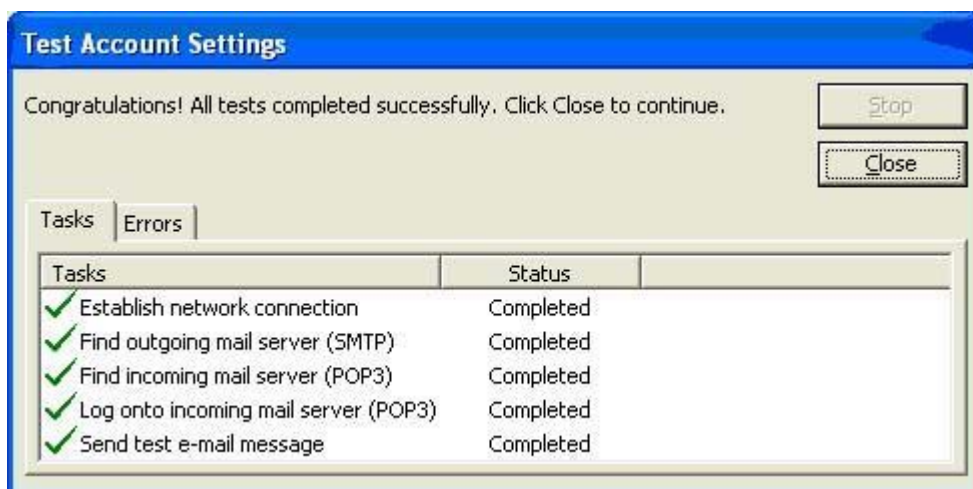 Test Account Settings
Congratulations! All tests completed successfully. Click Close to continue.
Stop
Close
Tasks Errors
Tasks Status
Establish network connection Completed
Find outgoing mail server (SMTP) Completed
Find incoming mail server (POP3) Completed
Log onto incoming mail server (POP3) Completed
Send test e-mail message Completed